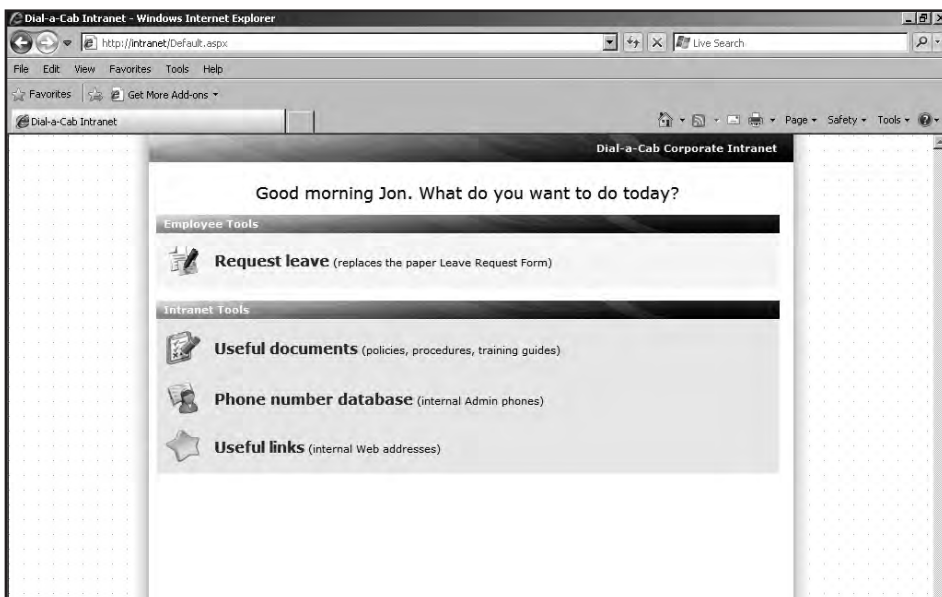 Dial-a-Cab Intranet - Windows Internet Explorer
http://intranet/Default.aspx
Live Search
File Edit View Favorites Tools Help
Favorites Get More Add-ons
Dial-a-Cab Intranet
Page Safety Tools
Dial-a-Cab Corporate Intranet
Good morning Jon. What do you want to do today?
Employee Tools
Request leave (replaces the paper Leave Request Form)
Intranet Tools
Useful documents (policies, procedures, training guides)
Phone number database (internal Admin phones)
Useful links (internal Web addresses)